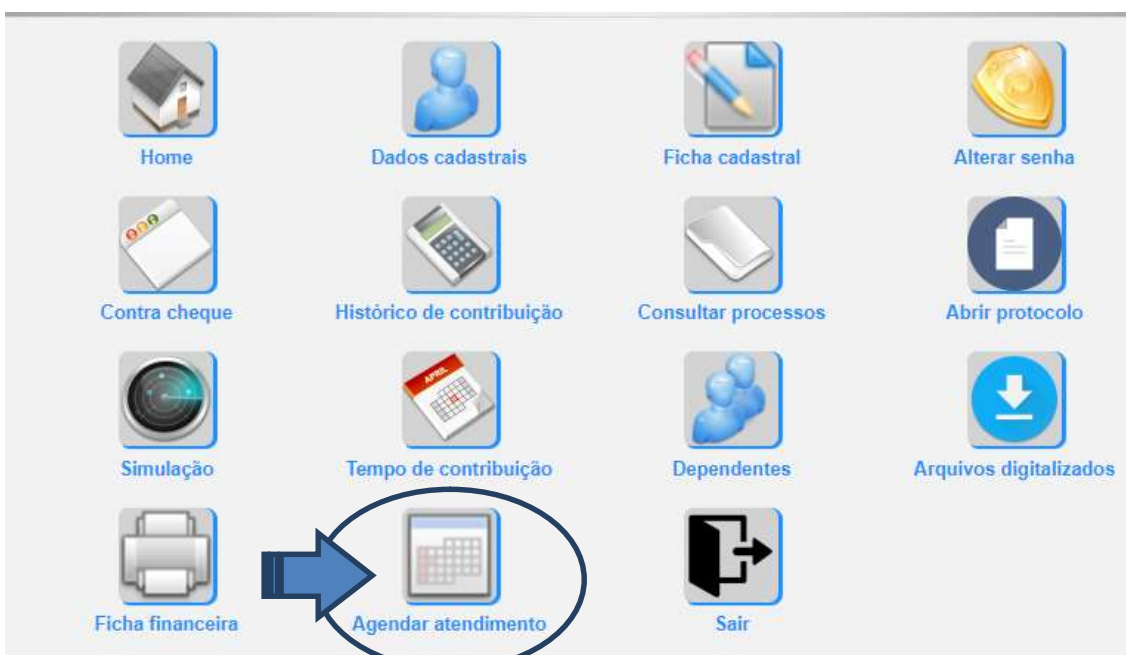 Home
Dados cadastrais
Ficha cadastral
Alterar senha
Contra cheque
Histórico de contribuição
Consultar processos
Abrir protocolo
APRIL
Simulação
Tempo de contribuição
Dependentes
Arquivos digitalizados
Ficha financeira
Agendar atendimento
Sair